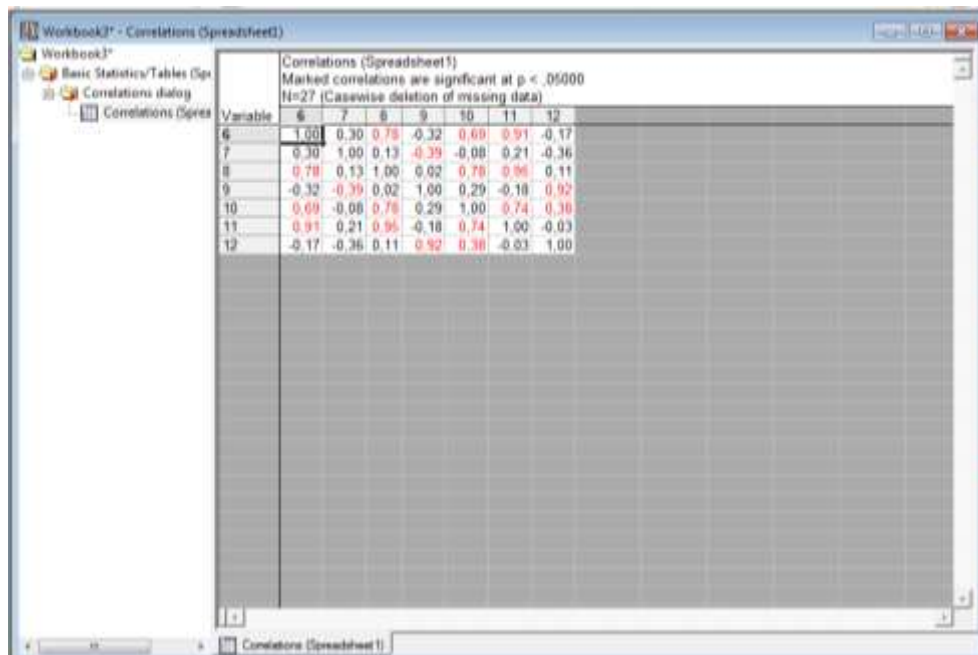 Workbook3* - Correlations (Spreadsheet1)
Workbook3*
Basic Statistics/Tables (Spr
Correlations dialog
Correlations (Sprea
Correlations (Spreadsheet1)
Marked correlations are significant at p < ,05000
N=27 (Casewise deletion of missing data)
Variable 6 7 8 9 10 11 12
6 1,00 0,30 0,78 -0,32 0,69 0,91 -0,17
7 0,30 1,00 0,13 -0,39 -0,08 0,21 -0,36
8 0,78 0,13 1,00 0,02 0,78 0,95 0,11
9 -0,32 -0,39 0,02 1,00 0,29 -0,18 0,92
10 0,69 -0,08 0,78 0,29 1,00 0,74 0,38
11 0,91 0,21 0,95 -0,18 0,74 1,00 -0,03
12 -0,17 -0,36 0,11 0,92 0,38 -0,03 1,00
Correlations (Spreadsheet1)